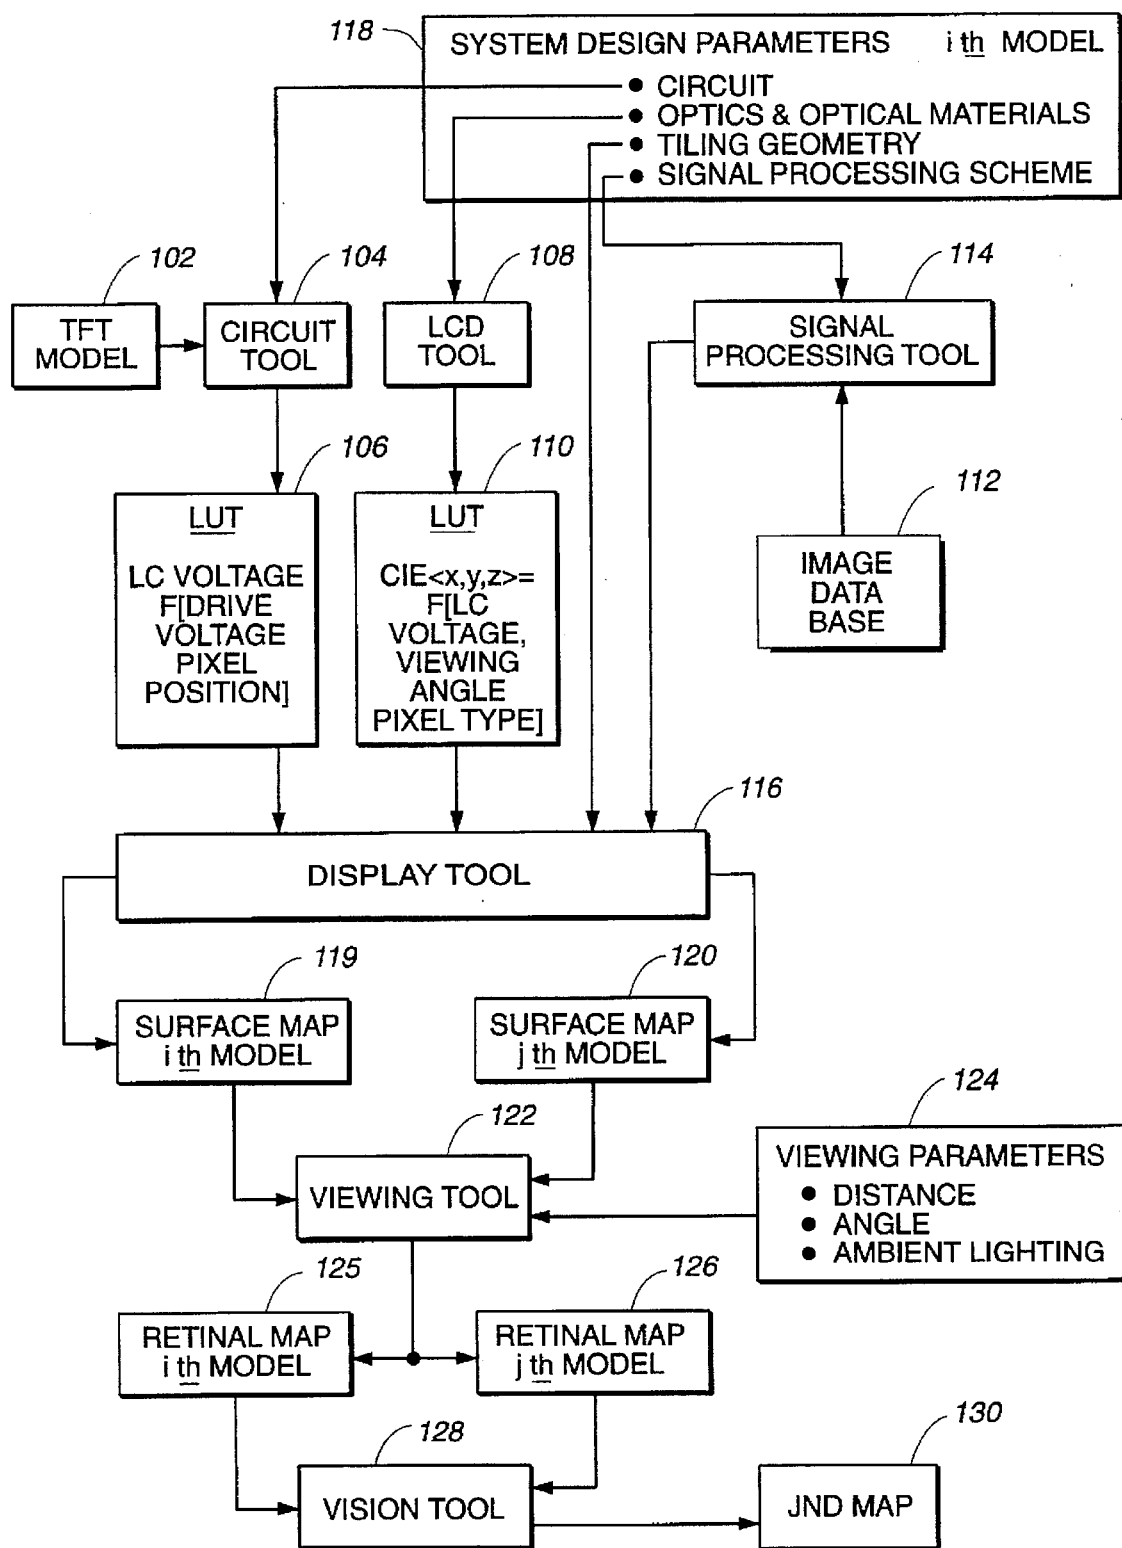 118
SYSTEM DESIGN PARAMETERS i th MODEL
• CIRCUIT
• OPTICS & OPTICAL MATERIALS
• TILING GEOMETRY
• SIGNAL PROCESSING SCHEME
102
104
108
114
TFT
MODEL
CIRCUIT
TOOL
LCD
TOOL
SIGNAL
PROCESSING TOOL
106
110
112
LUT
LC VOLTAGE
F[DRIVE
VOLTAGE
PIXEL
POSITION]
LUT
CIE<x,y,z>=
F[LC
VOLTAGE,
VIEWING
ANGLE
PIXEL TYPE]
IMAGE
DATA
BASE
116
DISPLAY TOOL
119
120
SURFACE MAP
i th MODEL
SURFACE MAP
j th MODEL
122
124
VIEWING TOOL
VIEWING PARAMETERS
• DISTANCE
• ANGLE
• AMBIENT LIGHTING
125
126
RETINAL MAP
i th MODEL
RETINAL MAP
j th MODEL
128
130
VISION TOOL
JND MAP